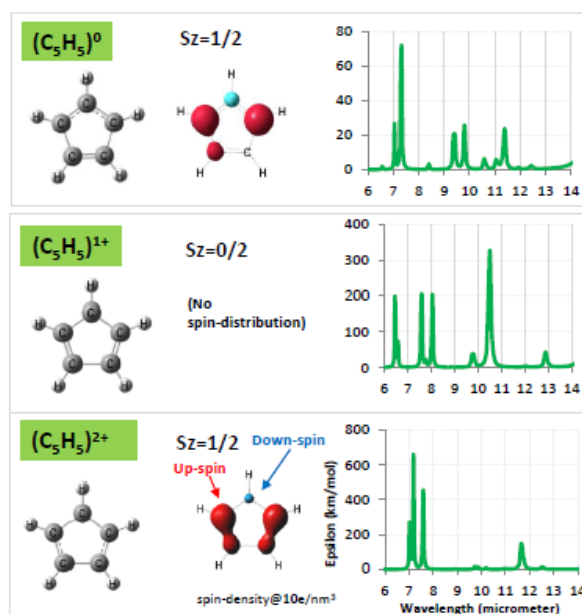 (C₅H₅)⁰
Sz=1/2
H
H
H
H
H
C
C
C
C
C
H
H
H
H
H
C
80
60
40
20
0
6 7 8 9 10 11 12 13 14
(C₅H₅)¹⁺
Sz=0/2
(No
spin-distribution)
H
H
H
H
H
C
C
C
C
C
400
300
200
100
0
6 7 8 9 10 11 12 13 14
(C₅H₅)²⁺
Sz=1/2
Down-spin
Up-spin
H
H
H
H
H
C
C
C
C
C
H
H
H
H
H
spin-density@10e/nm³
Epsilon (km/mol)
800
600
400
200
0
6 7 8 9 10 11 12 13 14
Wavelength (micrometer)